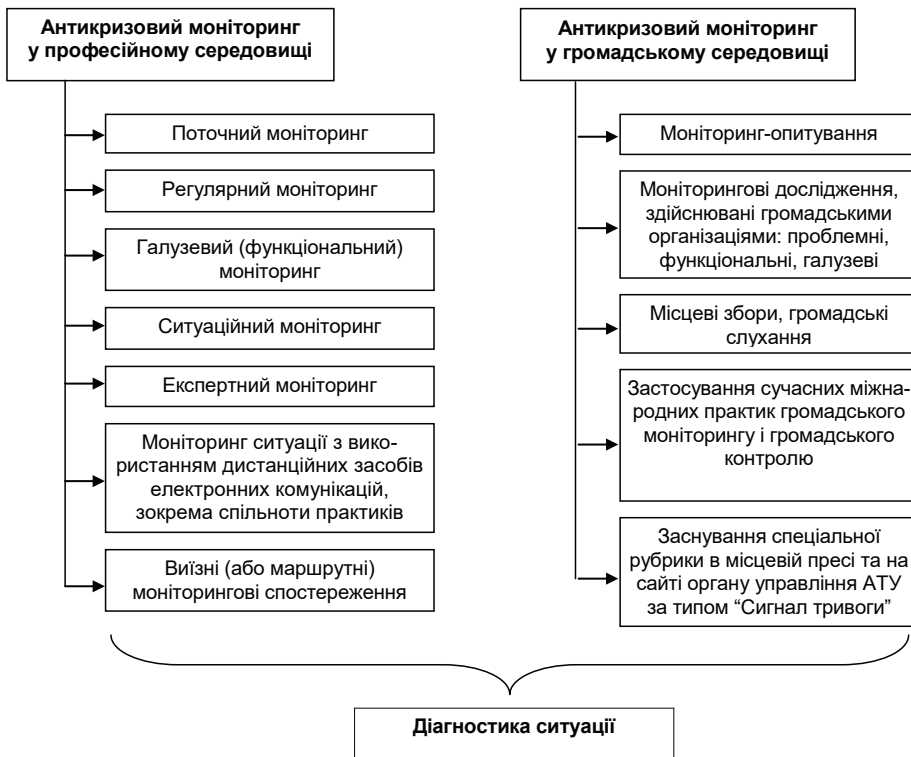 Антикризовий моніторинг
у професійному середовищі
Поточний моніторинг
Регулярний моніторинг
Галузевий (функціональний)
моніторинг
Ситуаційний моніторинг
Експертний моніторинг
Моніторинг ситуації з вико-
ристанням дистанційних засобів
електронних комунікацій,
зокрема спільноти практиків
Виїзні (або маршрутні)
моніторингові спостереження
Антикризовий моніторинг
у громадському середовищі
Моніторинг-опитування
Моніторингові дослідження,
здійснювані громадськими
організаціями: проблемні,
функціональні, галузеві
Місцеві збори, громадські
слухання
Застосування сучасних міжна-
родних практик громадського
моніторингу і громадського
контролю
Заснування спеціальної
рубрики в місцевій пресі та на
сайті органу управління АТУ
за типом “Сигнал тривоги”
Діагностика ситуації